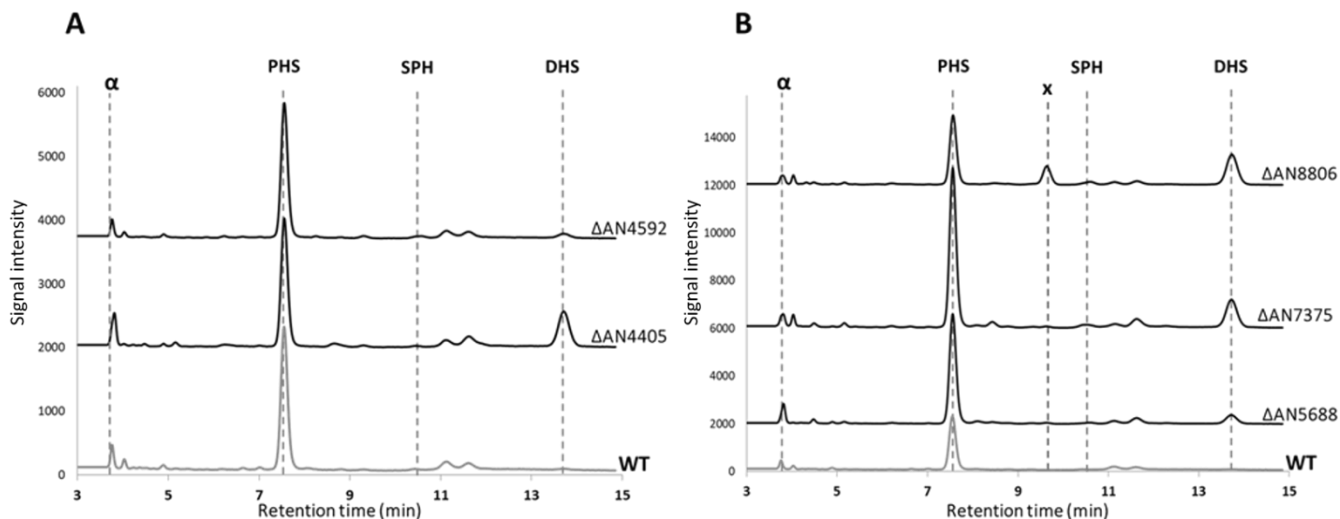 A
α
PHS
SPH
DHS
6000
5000
4000
3000
2000
1000
0
Signal intensity
ΔAN4592
ΔAN4405
WT
3 5 7 9 11 13 15
Retention time (min)
B
α
PHS
x
SPH
DHS
14000
12000
10000
8000
6000
4000
2000
0
Signal intensity
ΔAN8806
ΔAN7375
ΔAN5688
WT
3 5 7 9 11 13 15
Retention time (min)